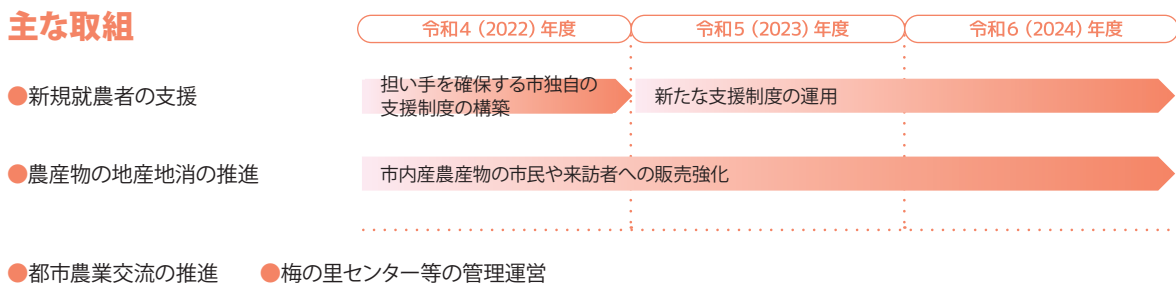 主な取組
令和4(2022)年度 令和5(2023)年度 令和6(2024)年度
●新規就農者の支援
担い手を確保する市独自の
支援制度の構築
新たな支援制度の運用
●農産物の地産地消の推進
市内産農産物の市民や来訪者への販売強化
●都市農業交流の推進 ●梅の里センター等の管理運営